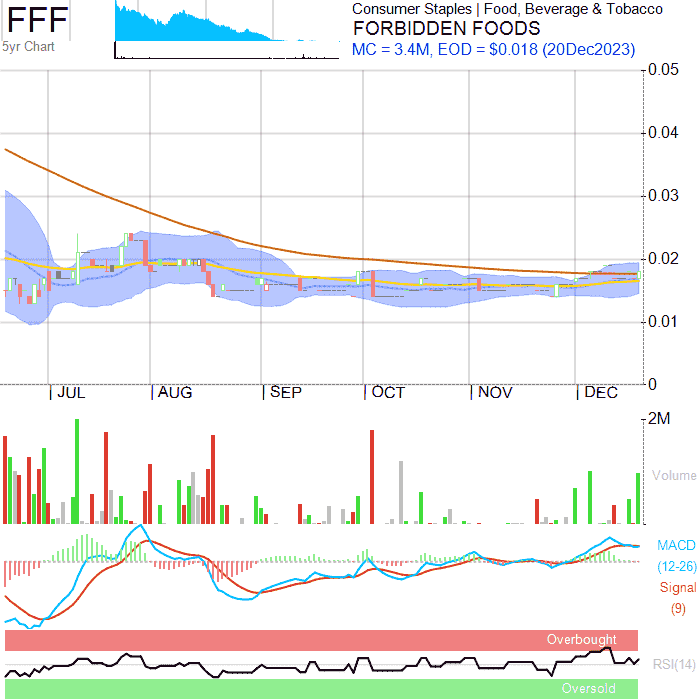 FFF
5yr Chart
Consumer Staples | Food, Beverage & Tobacco
FORBIDDEN FOODS
MC = 3.4M, EOD = $0.018 (20Dec2023)
0.05
0.04
0.03
0.02
0.01
0
JUL AUG SEP OCT NOV DEC
2M
Volume
MACD
(12-26)
Signal
(9)
Overbought
RSI(14)
Oversold